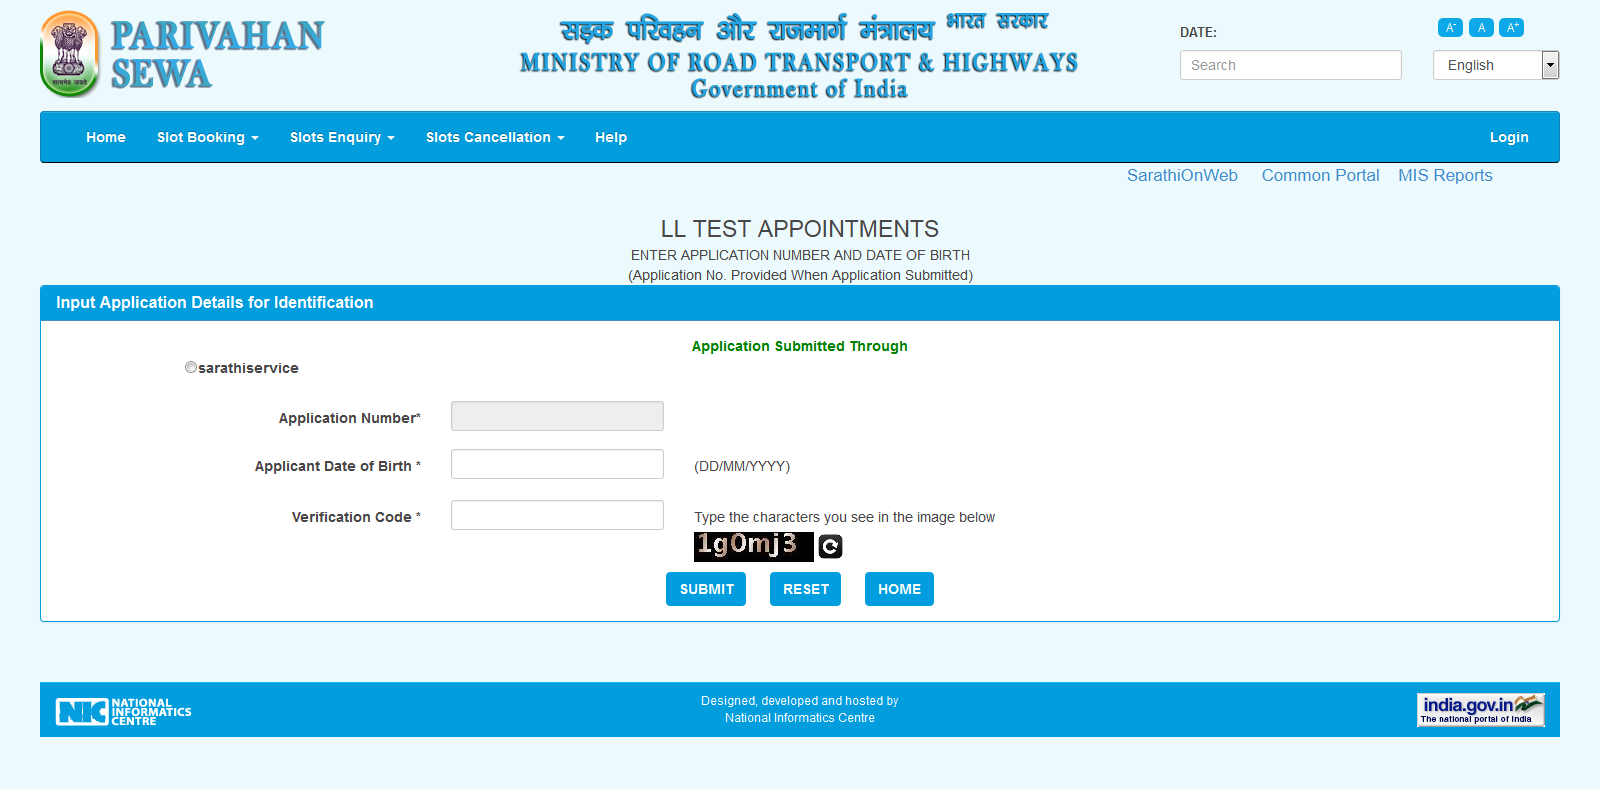 PARIVAHAN
SEWA
सत्यमेव जयते
सड़क परिवहन और राजमार्ग मंत्रालय भारत सरकार
MINISTRY OF ROAD TRANSPORT & HIGHWAYS
Government of India
DATE:
A- A A+
Search
English
Home Slot Booking Slots Enquiry Slots Cancellation Help Login
SarathiOnWeb Common Portal MIS Reports
LL TEST APPOINTMENTS
ENTER APPLICATION NUMBER AND DATE OF BIRTH
(Application No. Provided When Application Submitted)
Input Application Details for Identification
Application Submitted Through
sarathiservice
Application Number*
Applicant Date of Birth * (DD/MM/YYYY)
Verification Code * Type the characters you see in the image below
1g0mj3
SUBMIT RESET HOME
NIC NATIONAL INFORMATICS CENTRE
Designed, developed and hosted by
National Informatics Centre
india.gov.in
The national portal of India